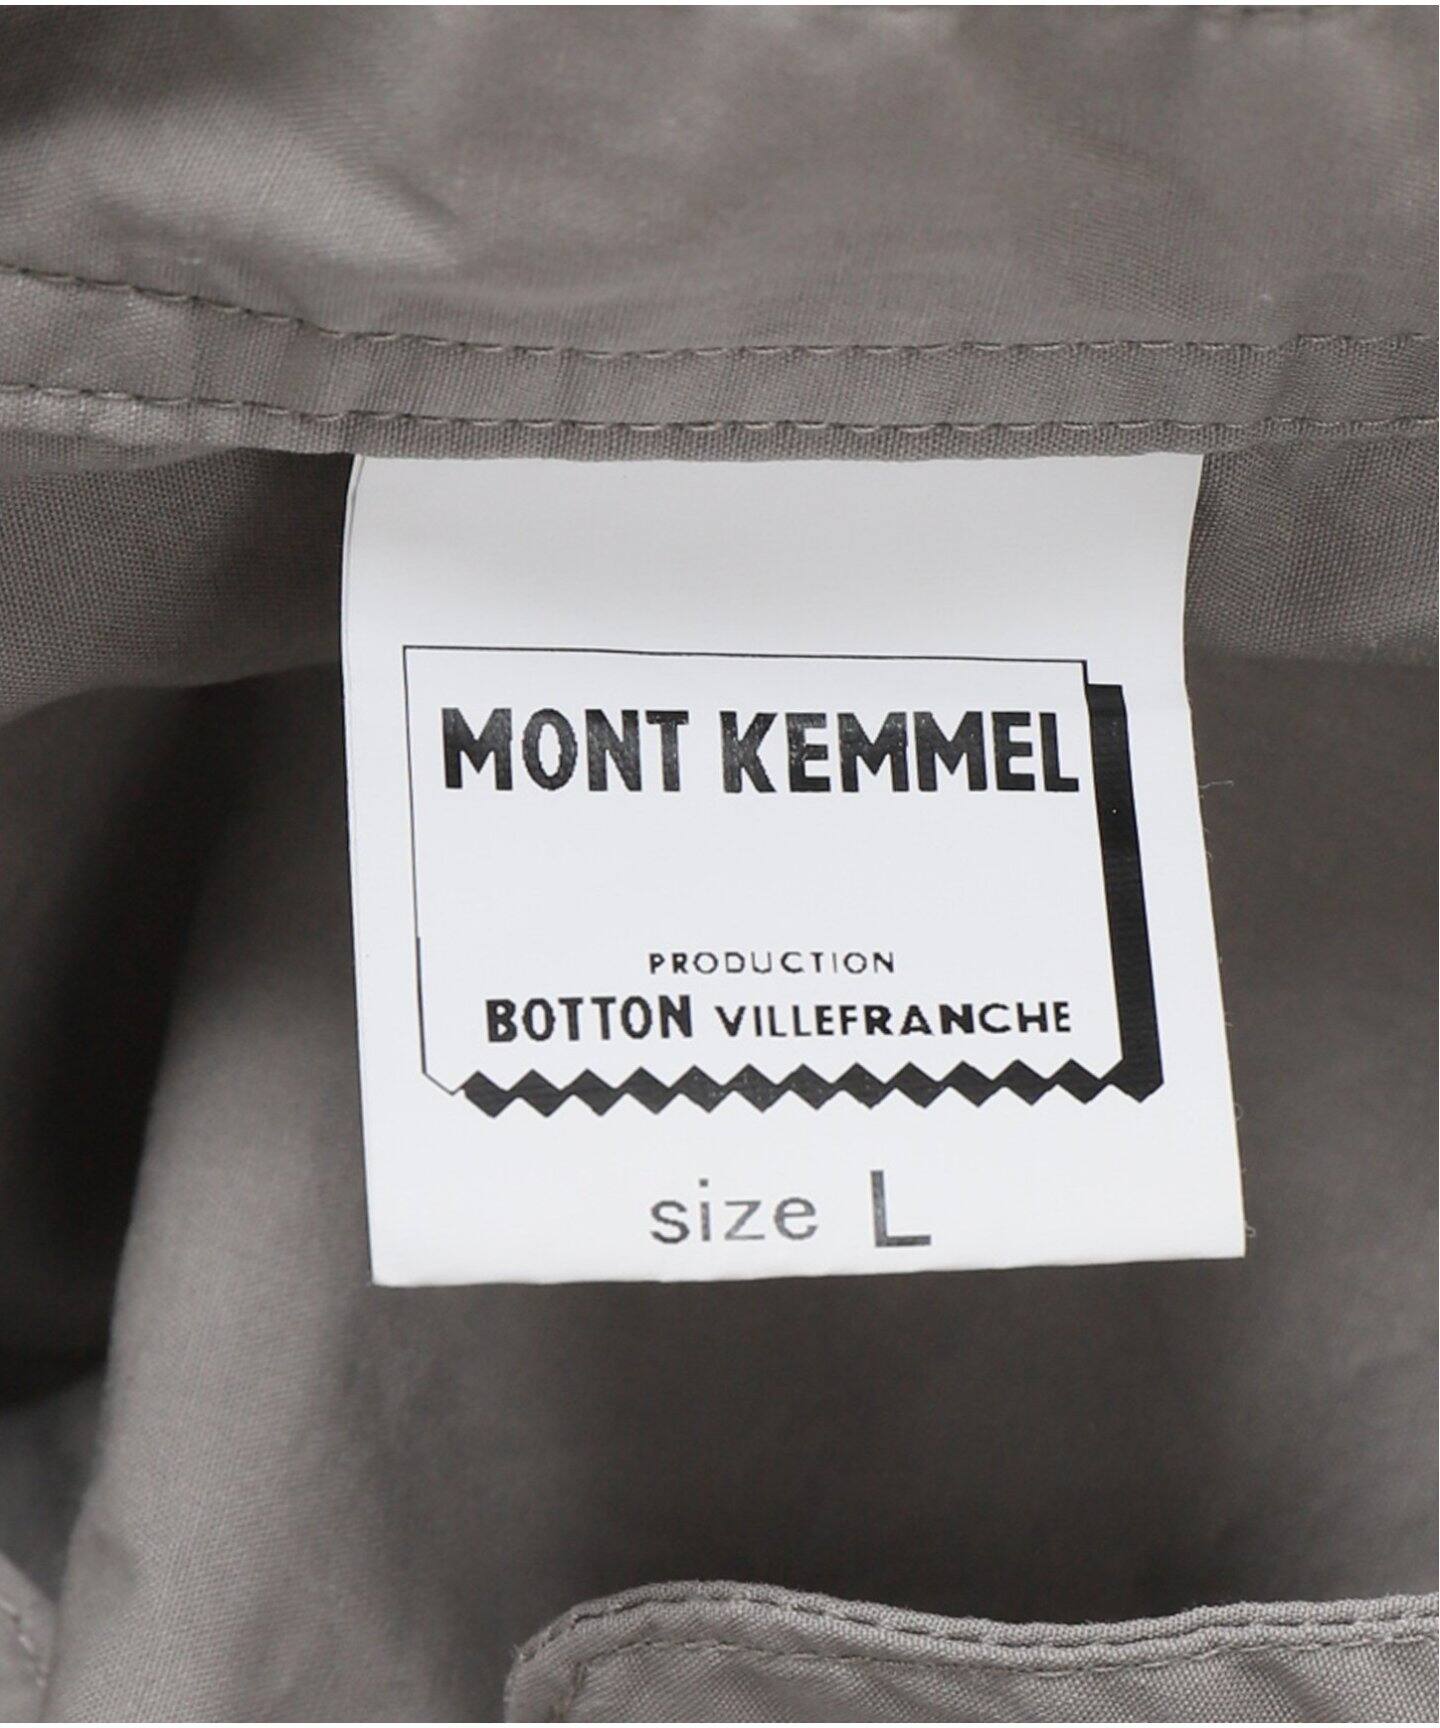 MONT KEMMEL
PRODUCTION
BOTTON VILLEFRANCHE
size L